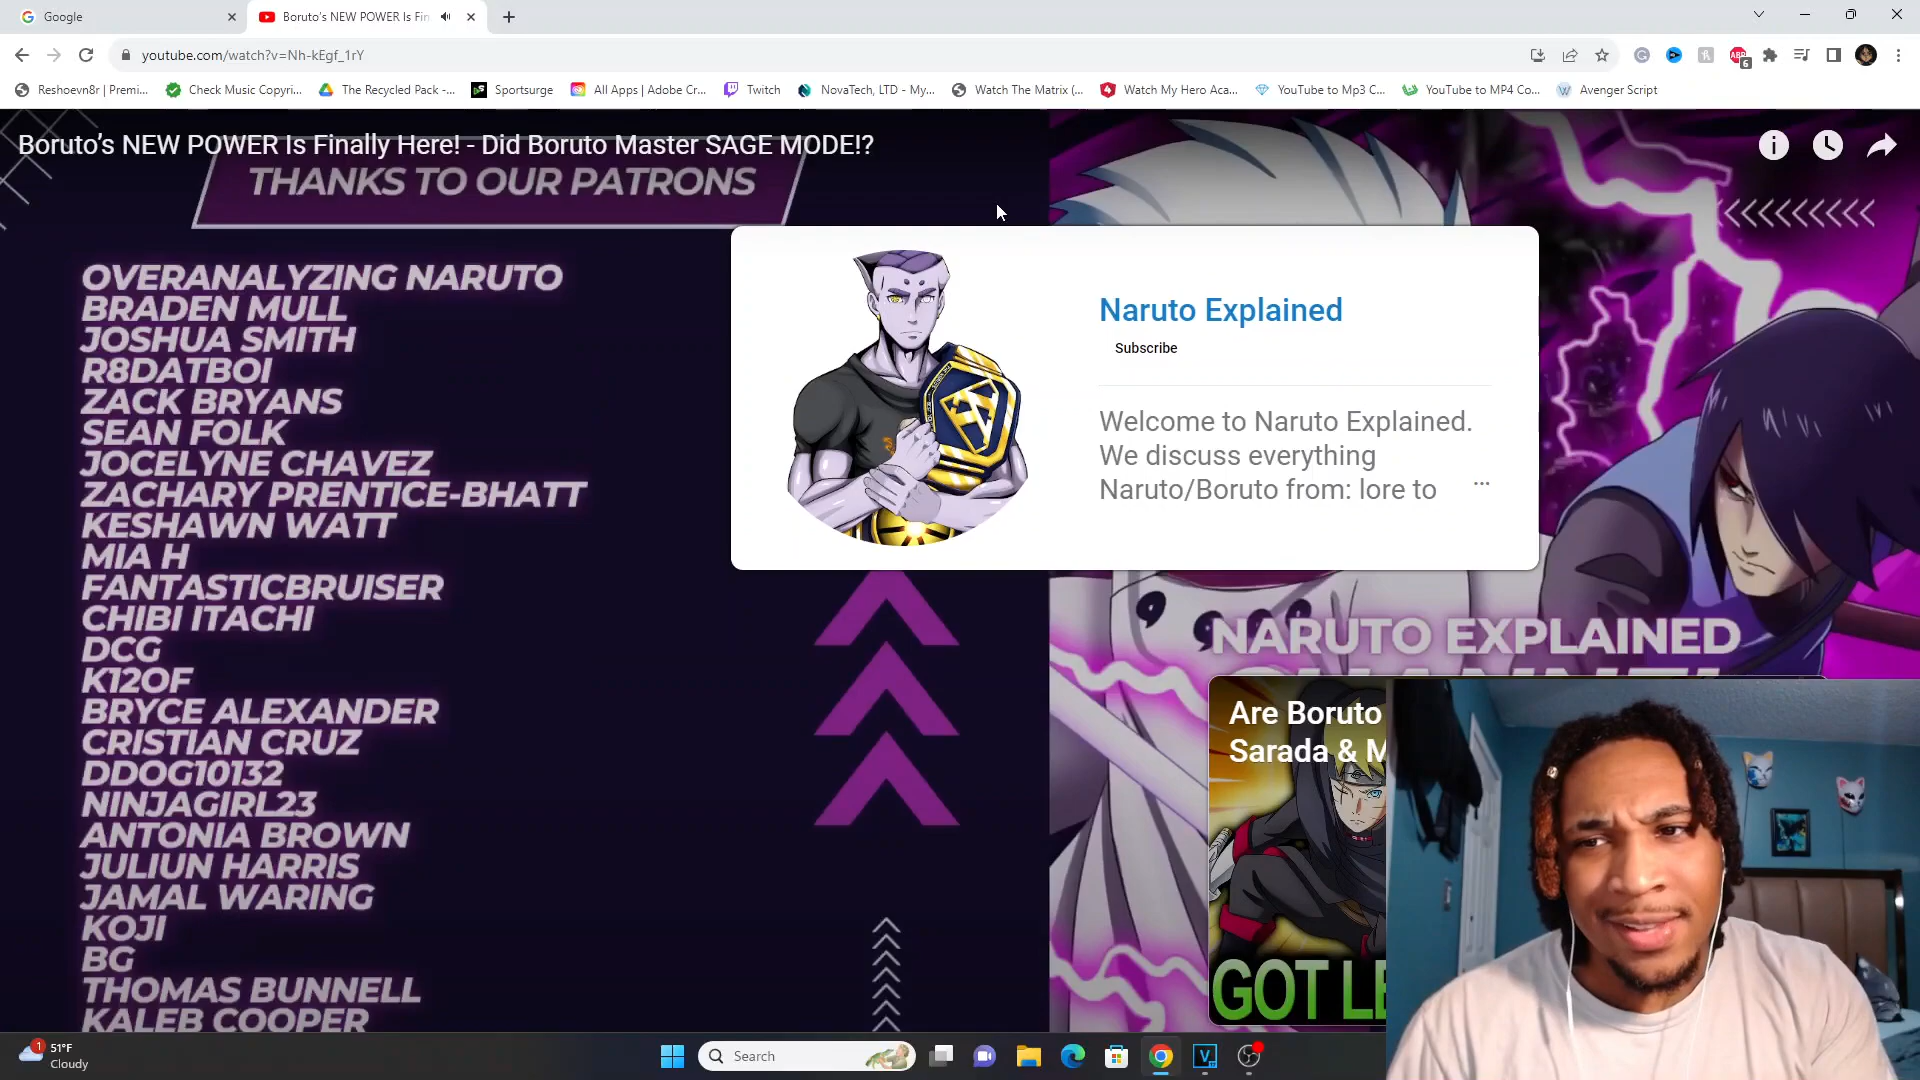 Google
Boruto's NEW POWER Is Fin
youtube.com/watch?v=Nh-kEgf_1rY
ABP
6
Reshoevn8r | Premi...
Check Music Copyri...
The Recycled Pack -...
Sportsurge
All Apps | Adobe Cr...
Twitch
NovaTech, LTD - My...
Watch The Matrix (...
Watch My Hero Aca...
YouTube to Mp3 C...
YouTube to MP4 Co...
Avenger Script
Boruto's NEW POWER Is Finally Here! - Did Boruto Master SAGE MODE!?
THANKS TO OUR PATRONS
OVERANALYZING NARUTO
BRADEN MULL
JOSHUA SMITH
R8DATBOI
ZACK BRYANS
SEAN FOLK
JOCELYNE CHAVEZ
ZACHARY PRENTICE-BHATT
KESHAWN WATT
MIA H
FANTASTICBRUISER
CHIBI ITACHI
DCG
K12OF
BRYCE ALEXANDER
CRISTIAN CRUZ
DDOG10132
NINJAGIRL23
ANTONIA BROWN
JULIUN HARRIS
JAMAL WARING
KOJI
BG
THOMAS BUNNELL
KALEB COOPER
Naruto Explained
Subscribe
Welcome to Naruto Explained.
We discuss everything
Naruto/Boruto from: lore to
...
NARUTO EXPLAINED
Are Boruto
Sarada & M
GOT LE
1
51°F
Cloudy
Search